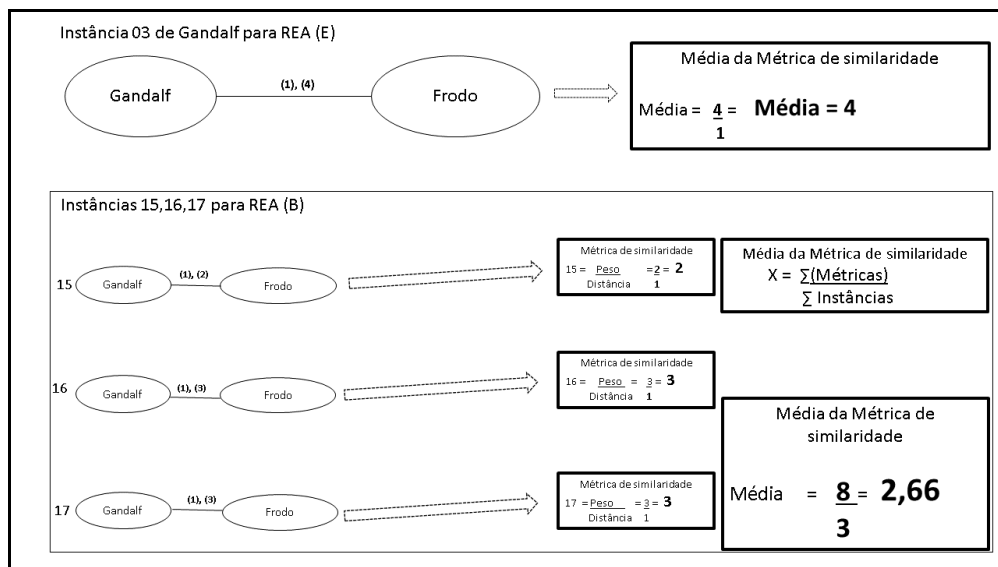 Instância 03 de Gandalf para REA (E)
Gandalf
(1), (4)
Frodo
Média da Métrica de similaridade
Média = 4 = Média = 4
1
Instâncias 15,16,17 para REA (B)
15
Gandalf
(1), (2)
Frodo
Métrica de similaridade
15 = Peso =2= 2
Distância 1
Média da Métrica de similaridade
X = ∑(Métricas)
∑ Instâncias
16
Gandalf
(1), (3)
Frodo
Métrica de similaridade
16 = Peso = 3= 3
Distância 1
17
Gandalf
(1), (3)
Frodo
Métrica de similaridade
17 =Peso =3= 3
Distância 1
Média da Métrica de
similaridade
Média = 8 = 2,66
3